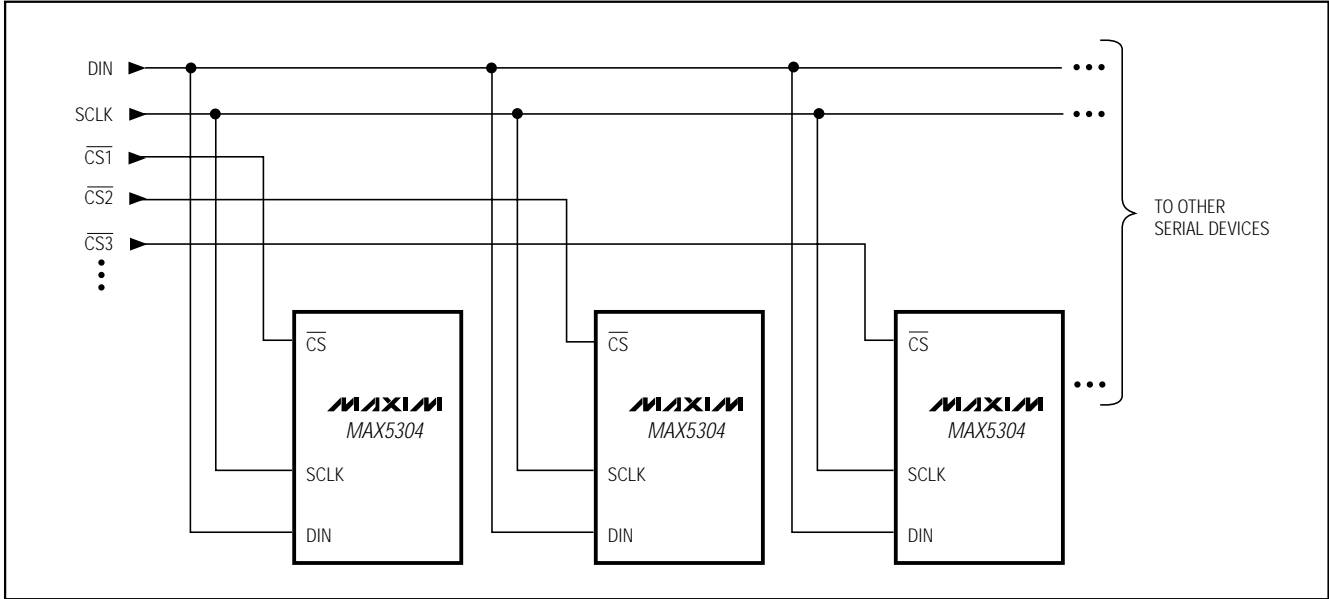 DIN
SCLK
CS1
CS2
CS3
TO OTHER
SERIAL DEVICES
CS
MAXIM
MAX5304
SCLK
DIN
CS
MAXIM
MAX5304
SCLK
DIN
CS
MAXIM
MAX5304
SCLK
DIN